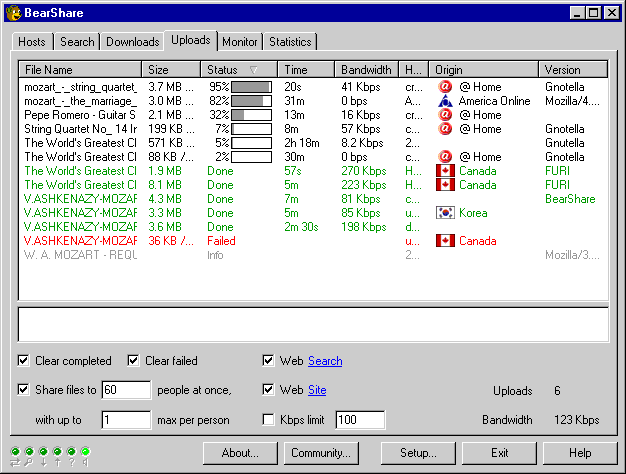 BearShare
Hosts Search Downloads Uploads Monitor Statistics
File Name Size Status Time Bandwidth H... Origin Version
mozart_-_string_quartet_ 3.7 MB ... 95% 20s 41 Kbps cr... @ Home Gnotella
mozart_-_the_marriage_ 3.0 MB ... 82% 31m 0 bps A... America Online Mozilla/4....
Pepe Romero - Guitar S 2.1 MB ... 32% 13m 16 Kbps cr... @ Home
String Quartet No_ 14 In 199 KB ... 7% 8m 57 Kbps c... @ Home Gnotella
The World's Greatest Cl 571 KB ... 5% 2h 18m 8.2 Kbps c... Gnutella
The World's Greatest Cl 88 KB /... 2% 30m 0 bps cr... @ Home Gnotella
The World's Greatest Cl 1.9 MB Done 57s 270 Kbps H... Canada FURI
The World's Greatest Cl 8.1 MB Done 5m 223 Kbps H... Canada FURI
V.ASHKENAZY-MOZAF 4.3 MB Done 7m 81 Kbps c... BearShare
V.ASHKENAZY-MOZAF 3.3 MB Done 5m 85 Kbps u... Korea
V.ASHKENAZY-MOZAF 3.6 MB Done 2m 30s 198 Kbps d...
V.ASHKENAZY-MOZAF 36 KB /... Failed u... Canada
W. A. MOZART - REQU Info 2... Mozilla/3....
Clear completed Clear failed Web Search
Share files to 60 people at once, Web Site Uploads 6
with up to 1 max per person Kbps limit 100 Bandwidth 123 Kbps
About... Community... Setup... Exit Help